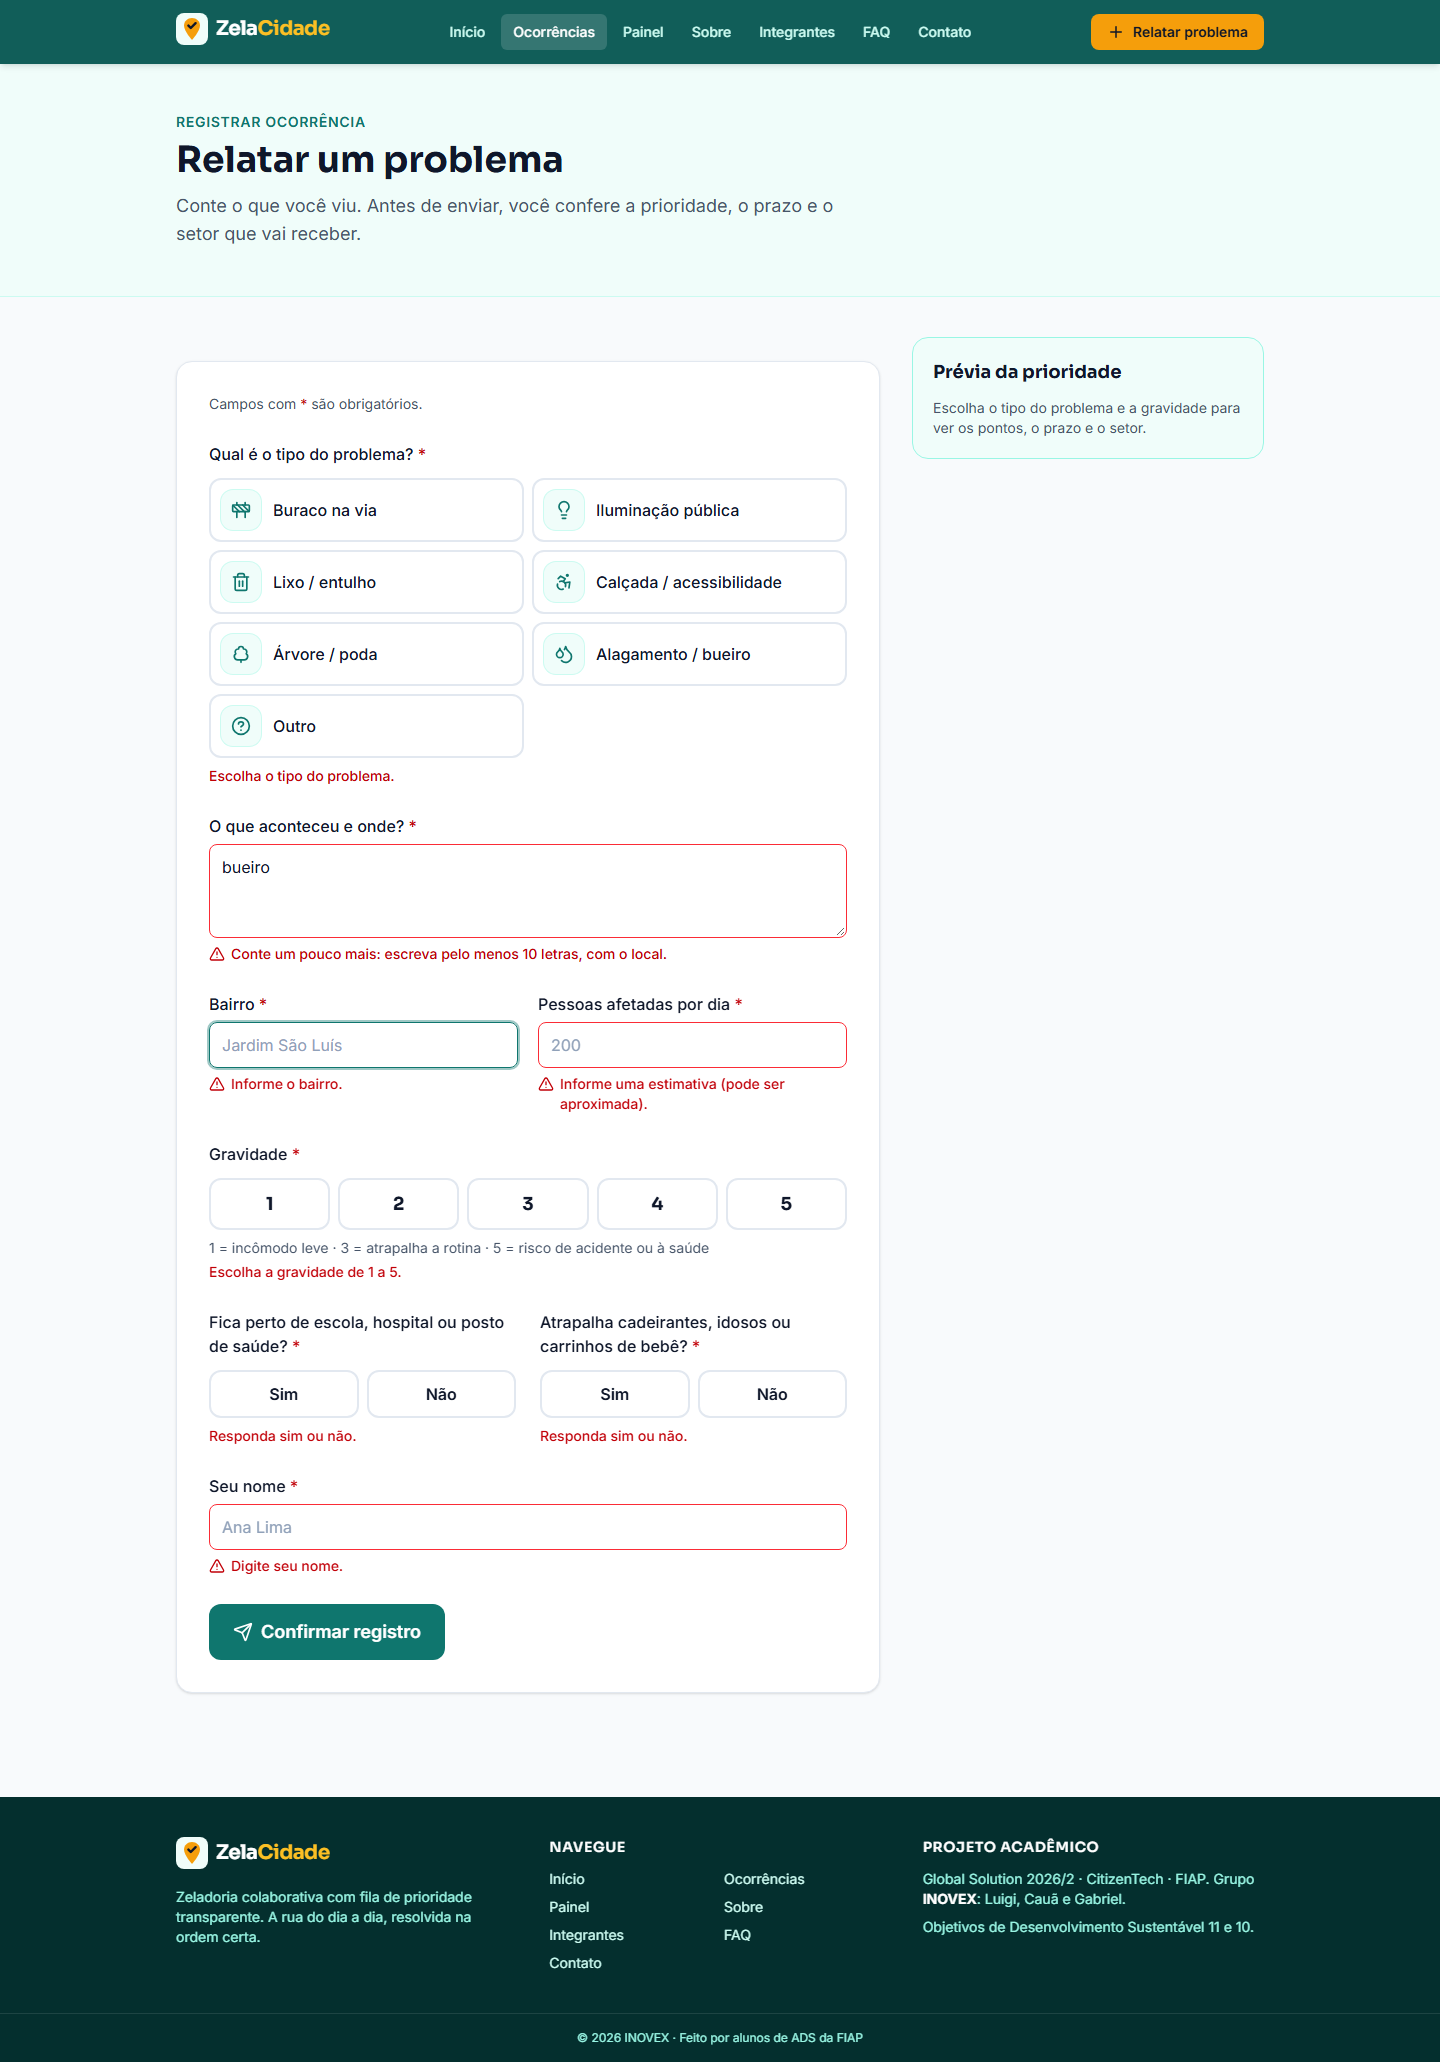 ZelaCidade
Início
Ocorrências
Painel
Sobre
Integrantes
FAQ
Contato
Relatar problema
REGISTRAR OCORRÊNCIA
Relatar um problema
Conte o que você viu. Antes de enviar, você confere a prioridade, o prazo e o
setor que vai receber.
Campos com * são obrigatórios.
Qual é o tipo do problema? *
Buraco na via
Iluminação pública
Lixo / entulho
Calçada / acessibilidade
Árvore / poda
Alagamento / bueiro
Outro
Escolha o tipo do problema.
O que aconteceu e onde? *
bueiro
Conte um pouco mais: escreva pelo menos 10 letras, com o local.
Bairro *
Jardim São Luís
Informe o bairro.
Pessoas afetadas por dia *
200
Informe uma estimativa (pode ser
aproximada).
Gravidade *
1
2
3
4
5
1 = incômodo leve · 3 = atrapalha a rotina · 5 = risco de acidente ou à saúde
Escolha a gravidade de 1 a 5.
Fica perto de escola, hospital ou posto
de saúde? *
Sim
Não
Responda sim ou não.
Atrapalha cadeirantes, idosos ou
carrinhos de bebê? *
Sim
Não
Responda sim ou não.
Seu nome *
Ana Lima
Digite seu nome.
Confirmar registro
Prévia da prioridade
Escolha o tipo do problema e a gravidade para
ver os pontos, o prazo e o setor.
ZelaCidade
Zeladoria colaborativa com fila de prioridade
transparente. A rua do dia a dia, resolvida na
ordem certa.
NAVEGUE
Início
Ocorrências
Painel
Sobre
Integrantes
FAQ
Contato
PROJETO ACADÊMICO
Global Solution 2026/2 · CitizenTech · FIAP. Grupo
INOVEX: Luigi, Cauã e Gabriel.
Objetivos de Desenvolvimento Sustentável 11 e 10.
© 2026 INOVEX · Feito por alunos de ADS da FIAP